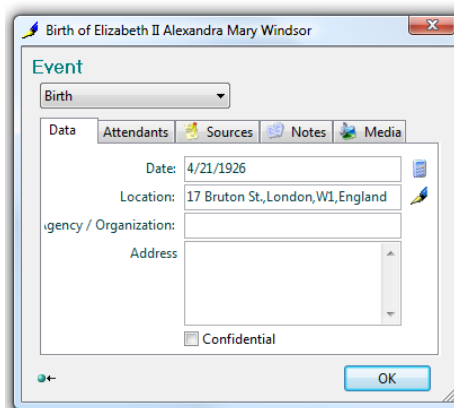 Birth of Elizabeth II Alexandra Mary Windsor
Event
Birth
Data Attendants Sources Notes Media
Date: 4/21/1926
Location: 17 Bruton St.,London,W1,England
gency / Organization:
Address
Confidential
OK